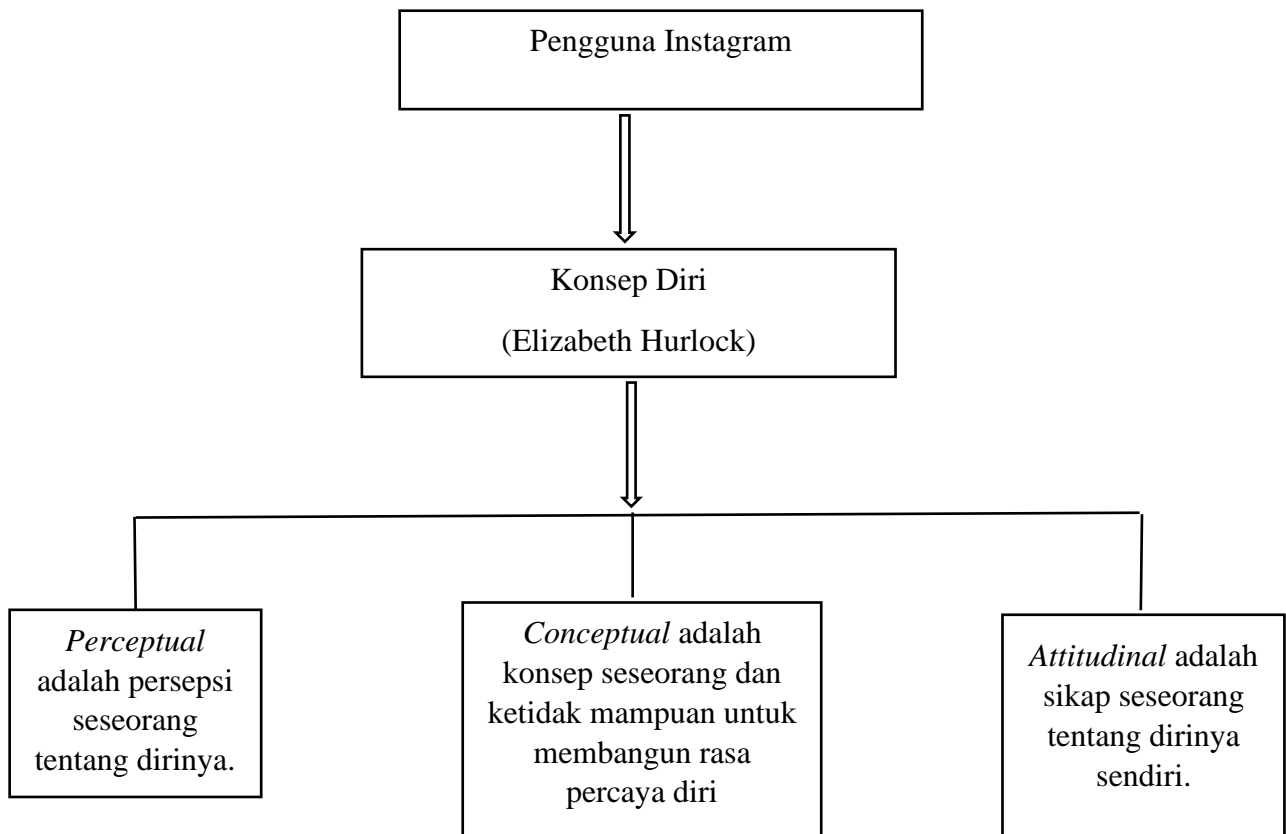 Pengguna Instagram
Konsep Diri
(Elizabeth Hurlock)
Perceptual
adalah persepsi
seseorang
tentang dirinya.
Conceptual adalah
konsep seseorang dan
ketidak mampuan untuk
membangun rasa
percaya diri
Attitudinal adalah
sikap seseorang
tentang dirinya
sendiri.